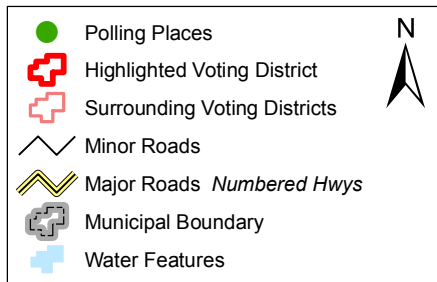 N
Polling Places
Highlighted Voting District
Surrounding Voting Districts
Minor Roads
Major Roads Numbered Hwys
Municipal Boundary
Water Features